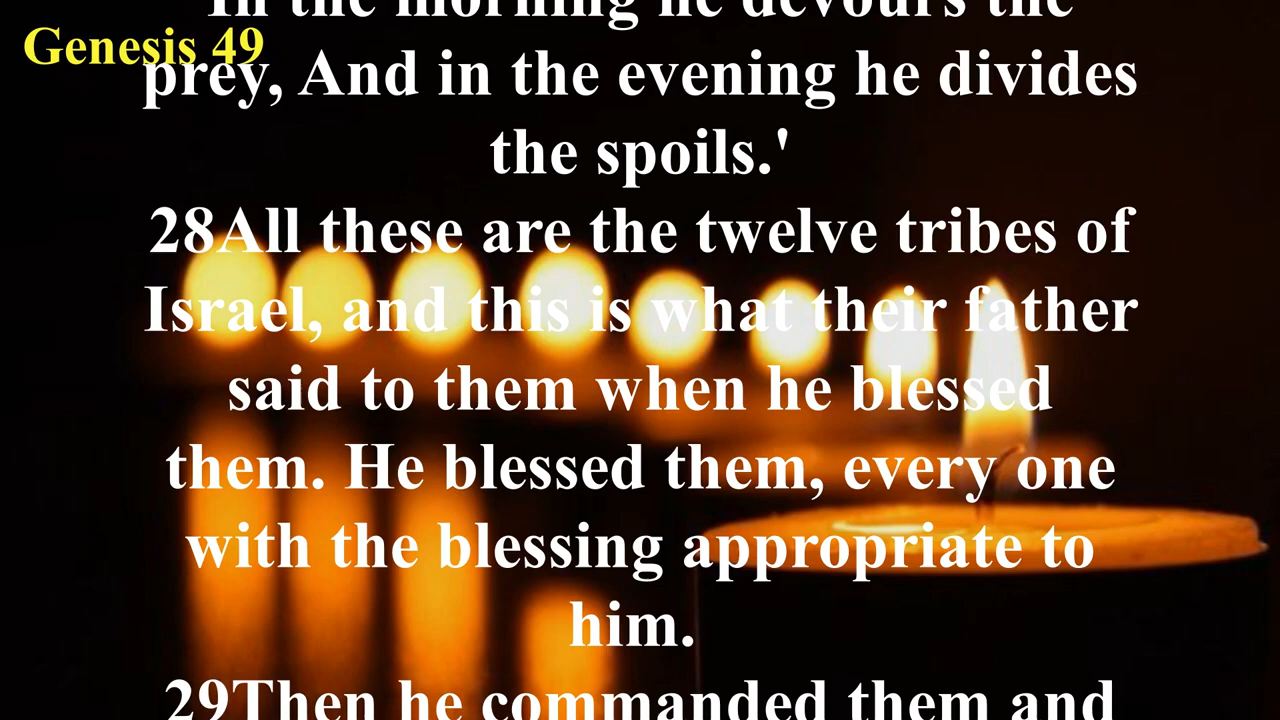 In the morning he devours the
Genesis 49
prey, And in the evening he divides
the spoils.'
28All these are the twelve tribes of
Israel, and this is what their father
said to them when he blessed
them. He blessed them, every one
with the blessing appropriate to
him.
29Then he commanded them and